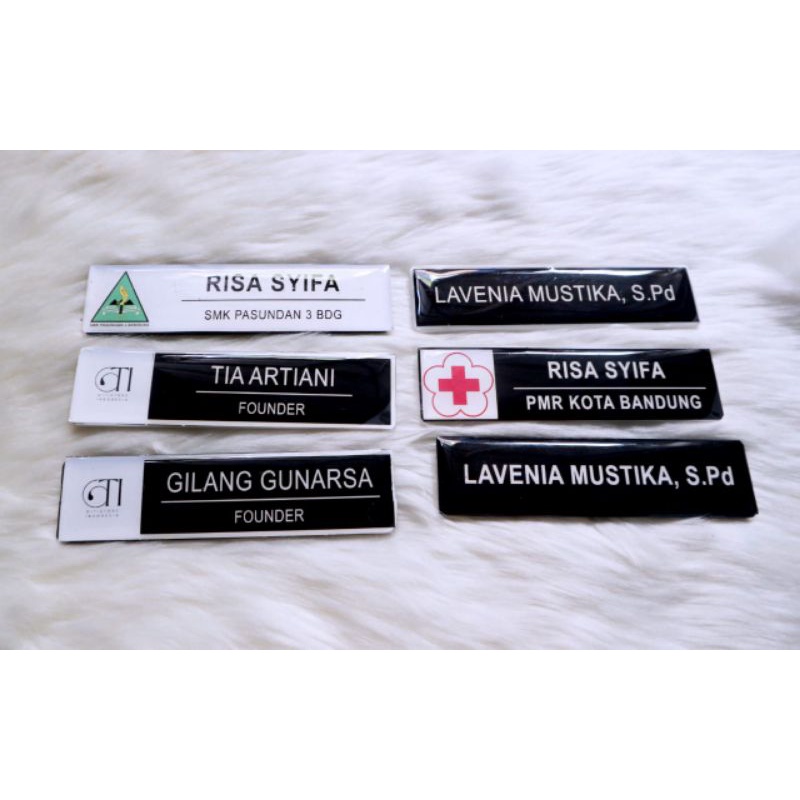 RISA SYIFA
SMK PASUNDAN 3 BDG
LAVENIA MUSTIKA, S.Pd
TIA ARTIANI
FOUNDER
RISA SYIFA
PMR KOTA BANDUNG
GILANG GUNARSA
FOUNDER
LAVENIA MUSTIKA, S.Pd